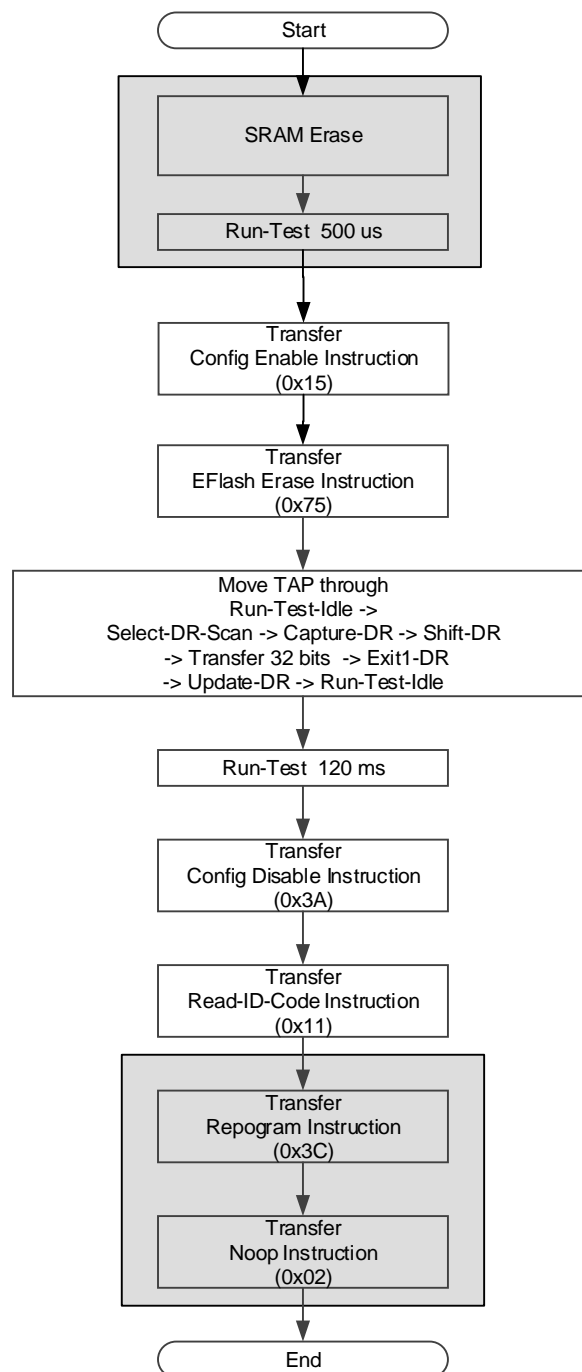 Start
SRAM Erase
Run-Test 500 us
Transfer
Config Enable Instruction
(0x15)
Transfer
EFlash Erase Instruction
(0x75)
Move TAP through
Run-Test-Idle ->
Select-DR-Scan -> Capture-DR -> Shift-DR
-> Transfer 32 bits -> Exit1-DR
-> Update-DR -> Run-Test-Idle
Run-Test 120 ms
Transfer
Config Disable Instruction
(0x3A)
Transfer
Read-ID-Code Instruction
(0x11)
Transfer
Repogram Instruction
(0x3C)
Transfer
Noop Instruction
(0x02)
End